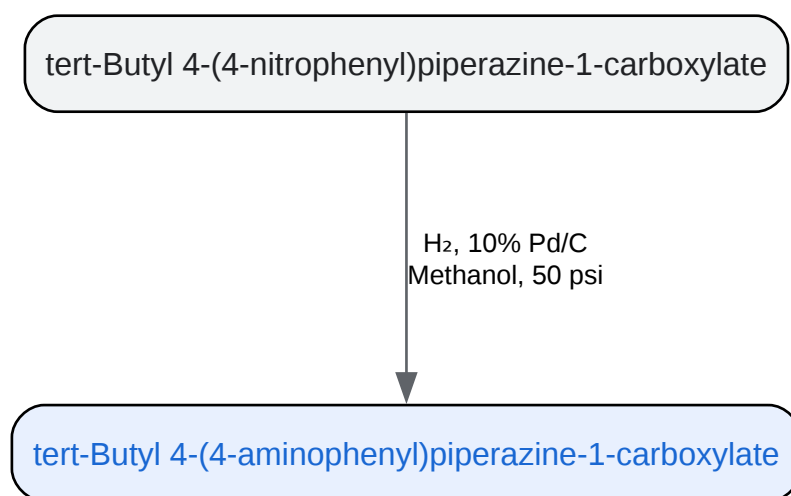 tert-Butyl 4-(4-nitrophenyl)piperazine-1-carboxylate
H₂, 10% Pd/C
Methanol, 50 psi
tert-Butyl 4-(4-aminophenyl)piperazine-1-carboxylate